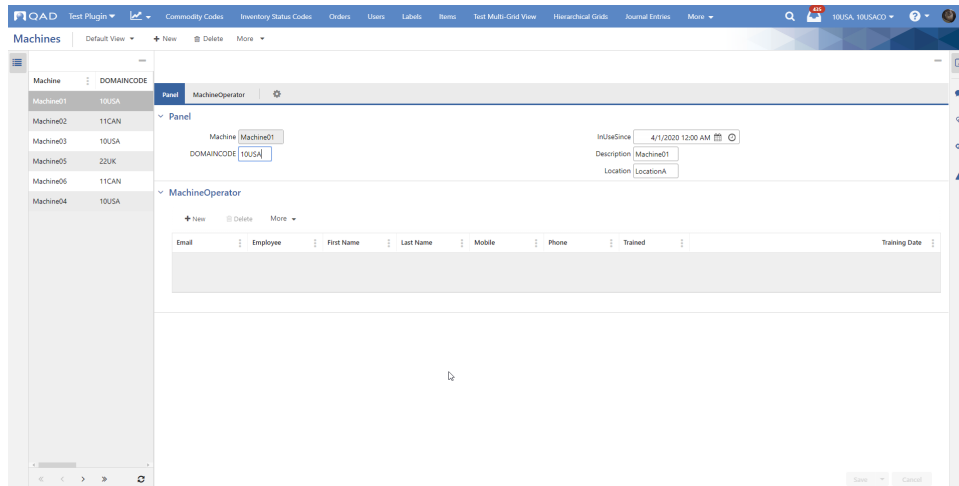 QAD Test Plugin Commodity Codes Inventory Status Codes Orders Users Labels Items Test Multi-Grid View Hierarchical Grids Journal Entries More 435 10USA, 10USACO ?
Machines Default View + New Delete More
Machine DOMAINCODE
Machine01 10USA
Machine02 11CAN
Machine03 10USA
Machine05 22UK
Machine06 11CAN
Machine04 10USA
Panel MachineOperator
Panel
Machine Machine01 InUseSince 4/1/2020 12:00 AM
DOMAINCODE 10USA Description Machine01
Location LocationA
MachineOperator
+ New Delete More
Email Employee First Name Last Name Mobile Phone Trained Training Date
Save Cancel